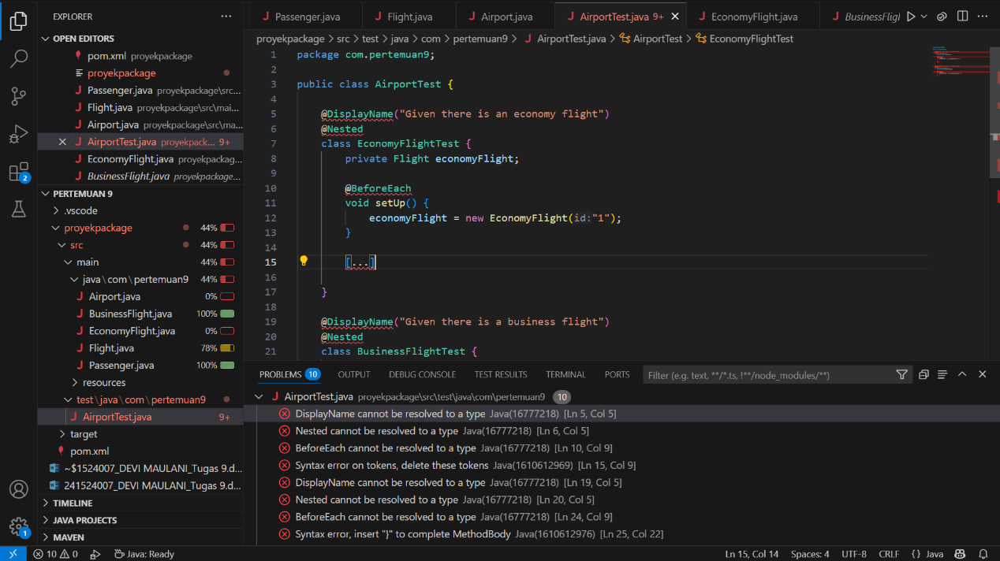 EXPLORER
OPEN EDITORS
pom.xml proyekpackage
proyekpackage
Passenger.java proyekpackage\src...
Flight.java proyekpackage\src\mai...
Airport.java proyekpackage\src\ma...
AirportTest.java proyekpack... 9+
EconomyFlight.java proyekpackag...
BusinessFlight.java proyekpackage...
PERTEMUAN 9
.vscode
proyekpackage 44%
src 44%
main 44%
java\com\pertemuan9 44%
Airport.java 0%
BusinessFlight.java 100%
EconomyFlight.java 0%
Flight.java 78%
Passenger.java 100%
resources
test\java\com\pertemuan9
AirportTest.java 9+
target
pom.xml
~$1524007_DEVI MAULANI_Tugas 9.d...
241524007_DEVI MAULANI_Tugas 9.d...
TIMELINE
JAVA PROJECTS
MAVEN
2
1
Passenger.java Flight.java Airport.java AirportTest.java 9+ EconomyFlight.java BusinessFligl
proyekpackage > src > test > java > com > pertemuan9 > AirportTest.java > AirportTest > EconomyFlightTest
1 package com.pertemuan9;
2
3 public class AirportTest {
4
5 @DisplayName("Given there is an economy flight")
6 @Nested
7 class EconomyFlightTest {
8 private Flight economyFlight;
9
10 @BeforeEach
11 void setUp() {
12 economyFlight = new EconomyFlight(id:"1");
13 }
14
15 [...]
16
17 }
18
19 @DisplayName("Given there is a business flight")
20 @Nested
21 class BusinessFlightTest {
PROBLEMS 10 OUTPUT DEBUG CONSOLE TEST RESULTS TERMINAL PORTS Filter (e.g. text, **/*.ts, !**/node_modules/**)
AirportTest.java proyekpackage\src\test\java\com\pertemuan9 10
DisplayName cannot be resolved to a type Java(16777218) [Ln 5, Col 5]
Nested cannot be resolved to a type Java(16777218) [Ln 6, Col 5]
BeforeEach cannot be resolved to a type Java(16777218) [Ln 10, Col 9]
Syntax error on tokens, delete these tokens Java(1610612969) [Ln 15, Col 9]
DisplayName cannot be resolved to a type Java(16777218) [Ln 19, Col 5]
Nested cannot be resolved to a type Java(16777218) [Ln 20, Col 5]
BeforeEach cannot be resolved to a type Java(16777218) [Ln 24, Col 9]
Syntax error, insert "}" to complete MethodBody Java(1610612976) [Ln 25, Col 22]
10 0 Java: Ready Ln 15, Col 14 Spaces: 4 UTF-8 CRLF {} Java